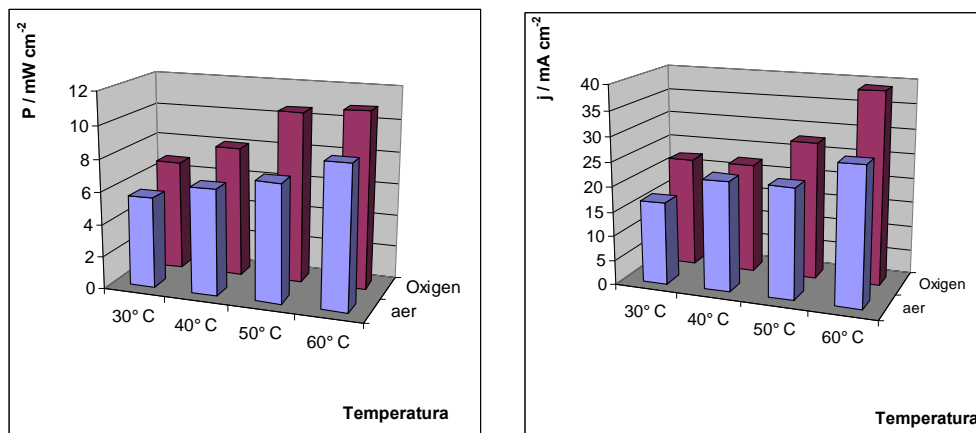 P / mW cm-2
12
10
8
6
4
2
0
30° C
40° C
50° C
60° C
Oxigen
aer
Temperatura
j / mA cm-2
40
35
30
25
20
15
10
5
0
30° C
40° C
50° C
60° C
Oxigen
aer
Temperatura